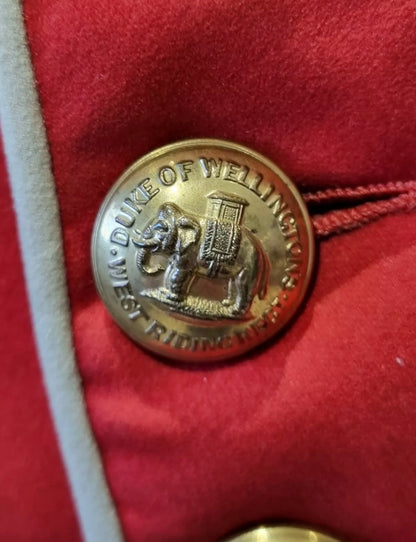 DUKE OF WELLINGTON'S
WEST RIDING REGT